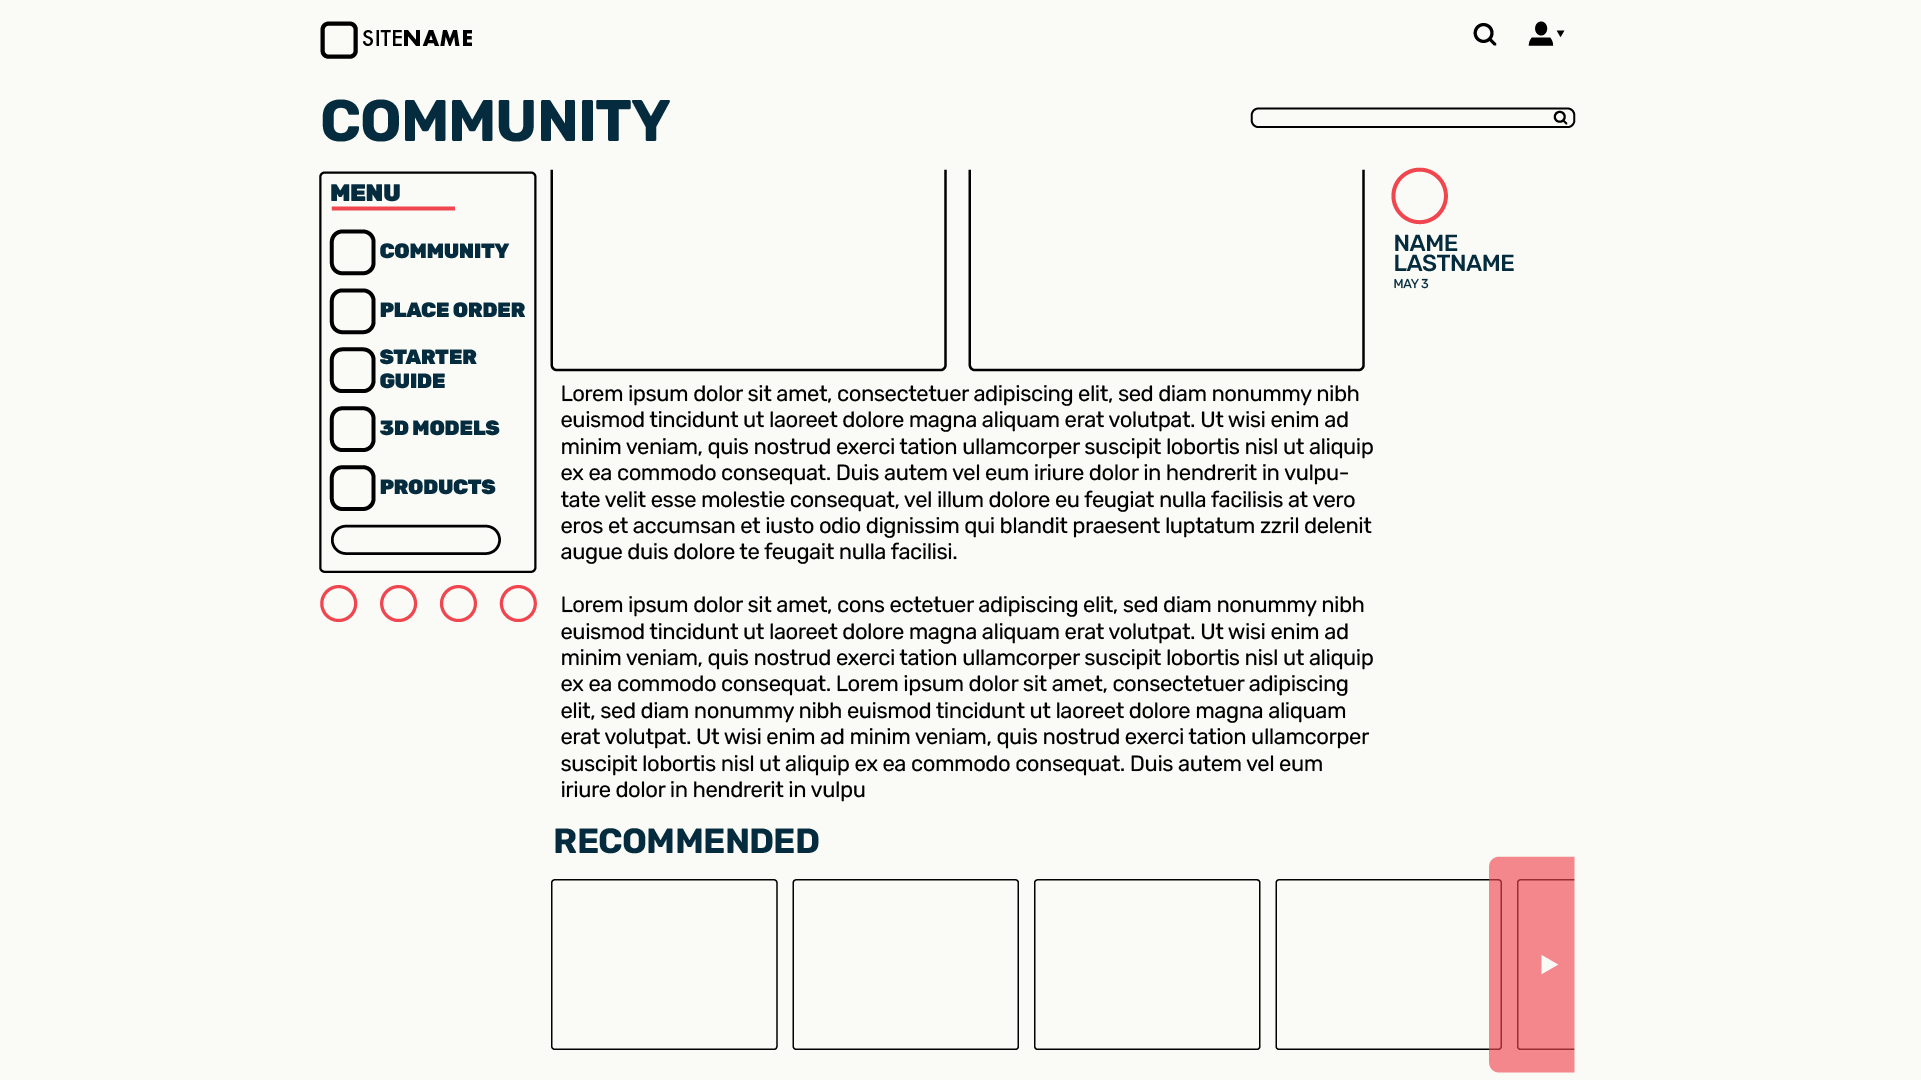 SITENAME
COMMUNITY
MENU
COMMUNITY
PLACE ORDER
STARTER
GUIDE
3D MODELS
PRODUCTS
NAME
LASTNAME
MAY 3
Lorem ipsum dolor sit amet, consectetuer adipiscing elit, sed diam nonummy nibh
euismod tincidunt ut laoreet dolore magna aliquam erat volutpat. Ut wisi enim ad
minim veniam, quis nostrud exerci tation ullamcorper suscipit lobortis nisl ut aliquip
ex ea commodo consequat. Duis autem vel eum iriure dolor in hendrerit in vulpu-
tate velit esse molestie consequat, vel illum dolore eu feugiat nulla facilisis at vero
eros et accumsan et iusto odio dignissim qui blandit praesent luptatum zzril delenit
augue duis dolore te feugait nulla facilisi.
Lorem ipsum dolor sit amet, cons ectetuer adipiscing elit, sed diam nonummy nibh
euismod tincidunt ut laoreet dolore magna aliquam erat volutpat. Ut wisi enim ad
minim veniam, quis nostrud exerci tation ullamcorper suscipit lobortis nisl ut aliquip
ex ea commodo consequat. Lorem ipsum dolor sit amet, consectetuer adipiscing
elit, sed diam nonummy nibh euismod tincidunt ut laoreet dolore magna aliquam
erat volutpat. Ut wisi enim ad minim veniam, quis nostrud exerci tation ullamcorper
suscipit lobortis nisl ut aliquip ex ea commodo consequat. Duis autem vel eum
iriure dolor in hendrerit in vulpu
RECOMMENDED